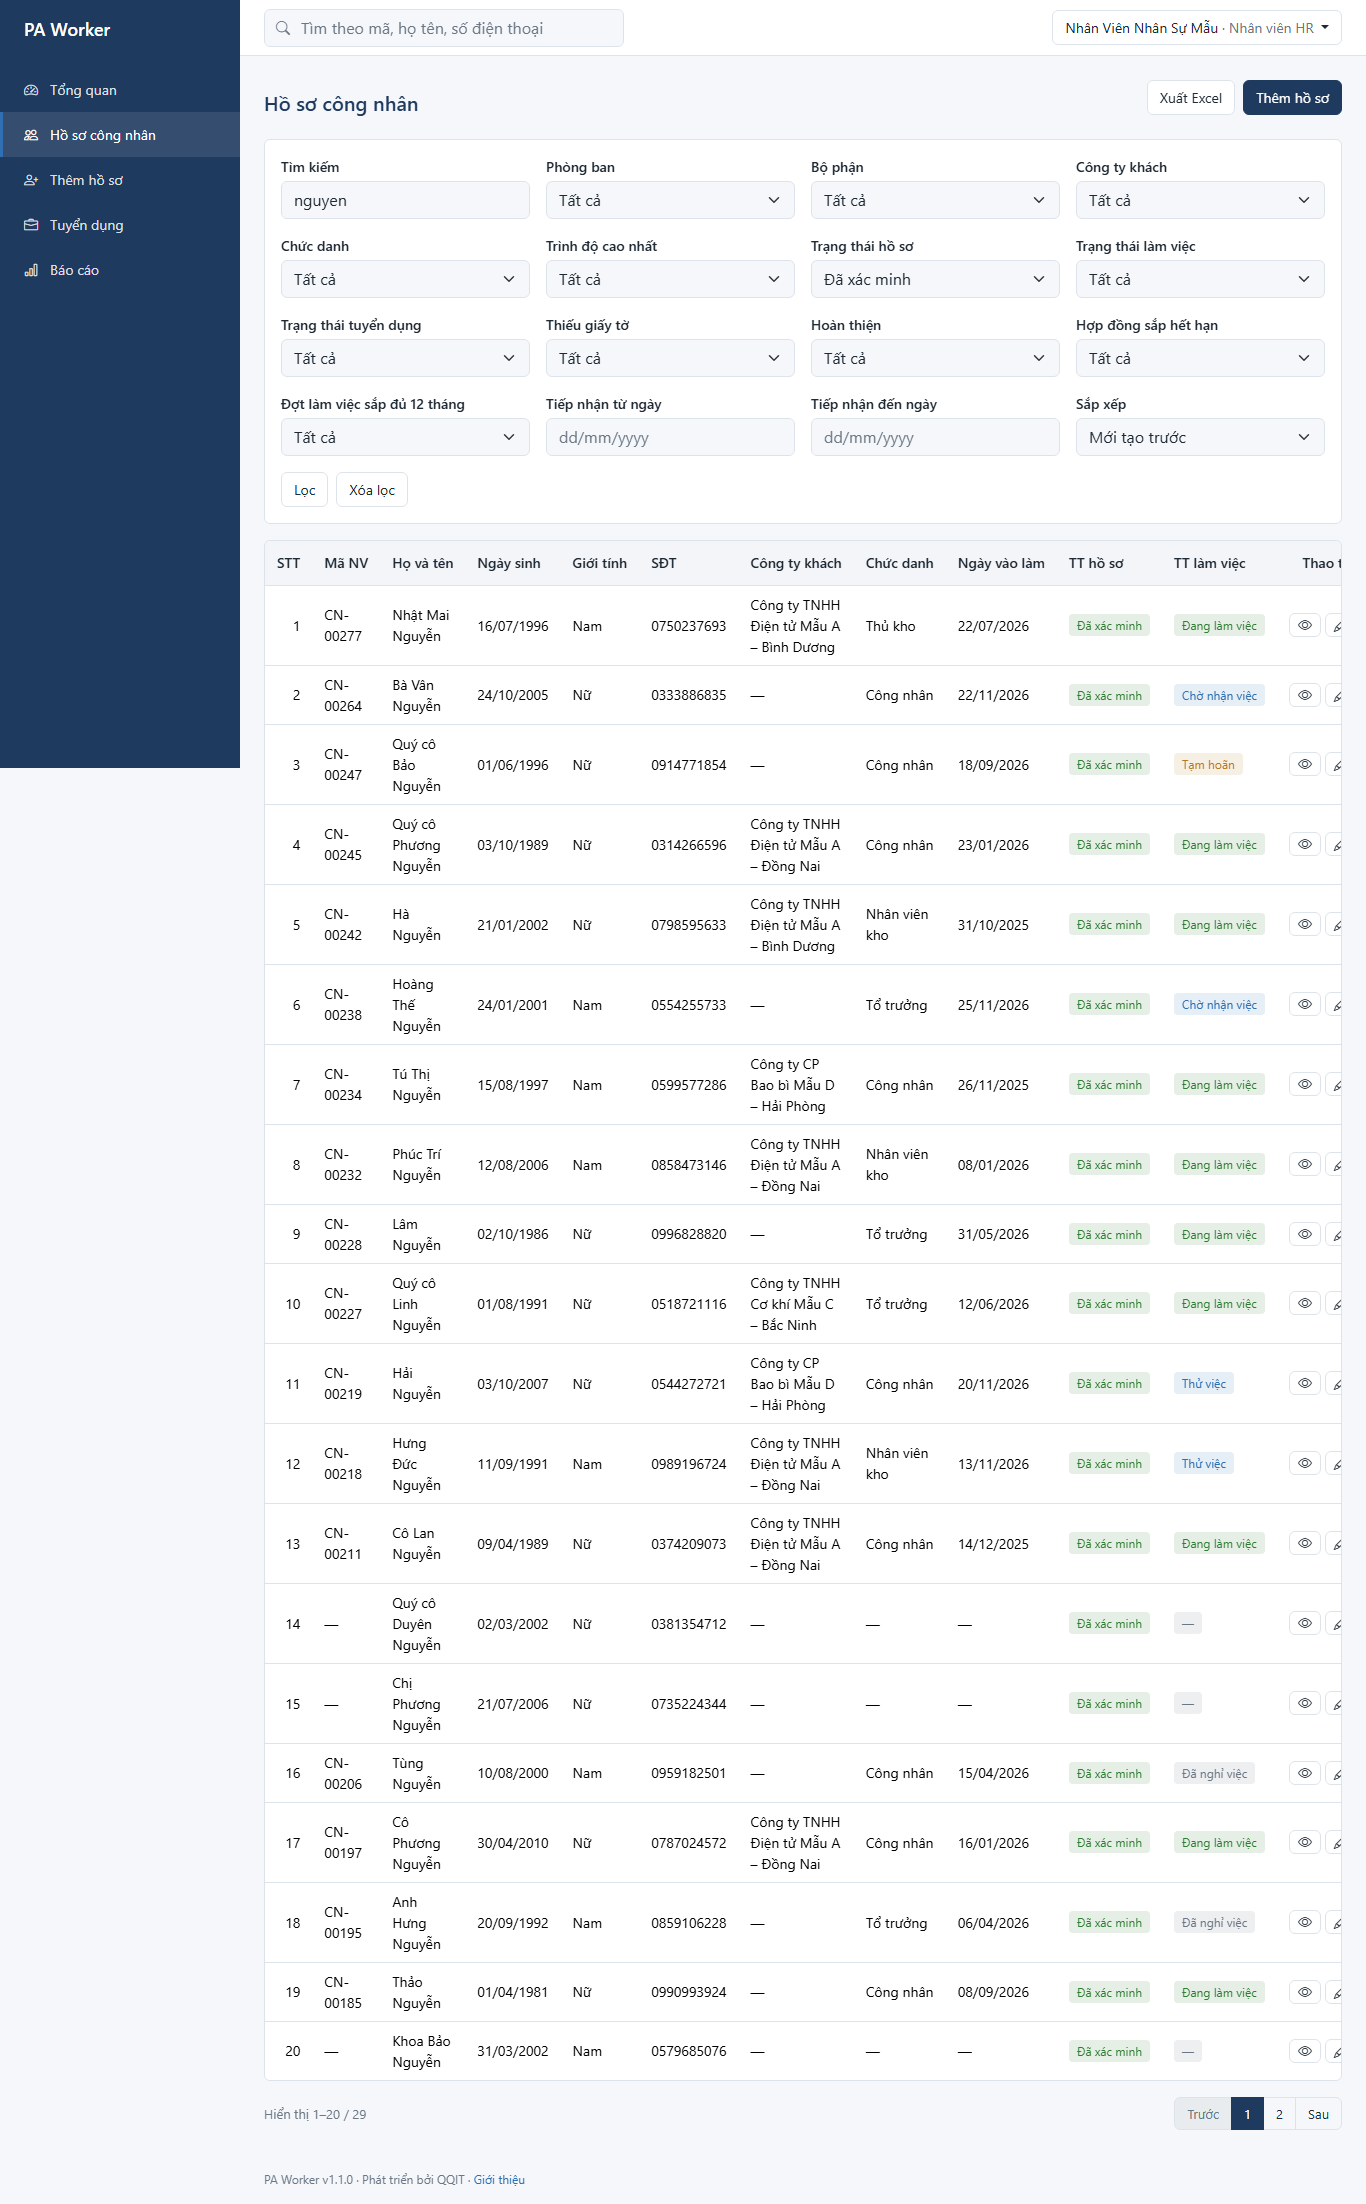 PA Worker
Tìm theo mã, họ tên, số điện thoại
Nhân Viên Nhân Sự Mẫu · Nhân viên HR
Tổng quan
Hồ sơ công nhân
Thêm hồ sơ
Tuyển dụng
Báo cáo
Hồ sơ công nhân
Xuất Excel
Thêm hồ sơ
Tìm kiếm Phòng ban Bộ phận Công ty khách
nguyen Tất cả Tất cả Tất cả
Chức danh Trình độ cao nhất Trạng thái hồ sơ Trạng thái làm việc
Tất cả Tất cả Đã xác minh Tất cả
Trạng thái tuyển dụng Thiếu giấy tờ Hoàn thiện Hợp đồng sắp hết hạn
Tất cả Tất cả Tất cả Tất cả
Đợt làm việc sắp đủ 12 tháng Tiếp nhận từ ngày Tiếp nhận đến ngày Sắp xếp
Tất cả dd/mm/yyyy dd/mm/yyyy Mới tạo trước
Lọc Xóa lọc
STT Mã NV Họ và tên Ngày sinh Giới tính SĐT Công ty khách Chức danh Ngày vào làm TT hồ sơ TT làm việc Thao t
1 CN-00277 Nhật Mai Nguyễn 16/07/1996 Nam 0750237693 Công ty TNHH Điện tử Mẫu A – Bình Dương Thủ kho 22/07/2026 Đã xác minh Đang làm việc
2 CN-00264 Bà Vân Nguyễn 24/10/2005 Nữ 0333886835 — Công nhân 22/11/2026 Đã xác minh Chờ nhận việc
3 CN-00247 Quý cô Bảo Nguyễn 01/06/1996 Nữ 0914771854 — Công nhân 18/09/2026 Đã xác minh Tạm hoãn
4 CN-00245 Quý cô Phương Nguyễn 03/10/1989 Nữ 0314266596 Công ty TNHH Điện tử Mẫu A – Đồng Nai Công nhân 23/01/2026 Đã xác minh Đang làm việc
5 CN-00242 Hà Nguyễn 21/01/2002 Nữ 0798595633 Công ty TNHH Điện tử Mẫu A – Bình Dương Nhân viên kho 31/10/2025 Đã xác minh Đang làm việc
6 CN-00238 Hoàng Thế Nguyễn 24/01/2001 Nam 0554255733 — Tổ trưởng 25/11/2026 Đã xác minh Chờ nhận việc
7 CN-00234 Tú Thị Nguyễn 15/08/1997 Nam 0599577286 Công ty CP Bao bì Mẫu D – Hải Phòng Công nhân 26/11/2025 Đã xác minh Đang làm việc
8 CN-00232 Phúc Trí Nguyễn 12/08/2006 Nam 0858473146 Công ty TNHH Điện tử Mẫu A – Đồng Nai Nhân viên kho 08/01/2026 Đã xác minh Đang làm việc
9 CN-00228 Lâm Nguyễn 02/10/1986 Nữ 0996828820 — Tổ trưởng 31/05/2026 Đã xác minh Đang làm việc
10 CN-00227 Quý cô Linh Nguyễn 01/08/1991 Nữ 0518721116 Công ty TNHH Cơ khí Mẫu C – Bắc Ninh Tổ trưởng 12/06/2026 Đã xác minh Đang làm việc
11 CN-00219 Hải Nguyễn 03/10/2007 Nữ 0544272721 Công ty CP Bao bì Mẫu D – Hải Phòng Công nhân 20/11/2026 Đã xác minh Thử việc
12 CN-00218 Hưng Đức Nguyễn 11/09/1991 Nam 0989196724 Công ty TNHH Điện tử Mẫu A – Đồng Nai Nhân viên kho 13/11/2026 Đã xác minh Thử việc
13 CN-00211 Cô Lan Nguyễn 09/04/1989 Nữ 0374209073 Công ty TNHH Điện tử Mẫu A – Đồng Nai Công nhân 14/12/2025 Đã xác minh Đang làm việc
14 — Quý cô Duyên Nguyễn 02/03/2002 Nữ 0381354712 — — — Đã xác minh —
15 — Chị Phương Nguyễn 21/07/2006 Nữ 0735224344 — — — Đã xác minh —
16 CN-00206 Tùng Nguyễn 10/08/2000 Nam 0959182501 — Công nhân 15/04/2026 Đã xác minh Đã nghỉ việc
17 CN-00197 Cô Phương Nguyễn 30/04/2010 Nữ 0787024572 Công ty TNHH Điện tử Mẫu A – Đồng Nai Công nhân 16/01/2026 Đã xác minh Đang làm việc
18 CN-00195 Anh Hưng Nguyễn 20/09/1992 Nam 0859106228 — Tổ trưởng 06/04/2026 Đã xác minh Đã nghỉ việc
19 CN-00185 Thảo Nguyễn 01/04/1981 Nữ 0990993924 — Công nhân 08/09/2026 Đã xác minh Đang làm việc
20 — Khoa Bảo Nguyễn 31/03/2002 Nam 0579685076 — — — Đã xác minh —
Hiển thị 1–20 / 29
Trước 1 2 Sau
PA Worker v1.1.0 · Phát triển bởi QQIT · Giới thiệu